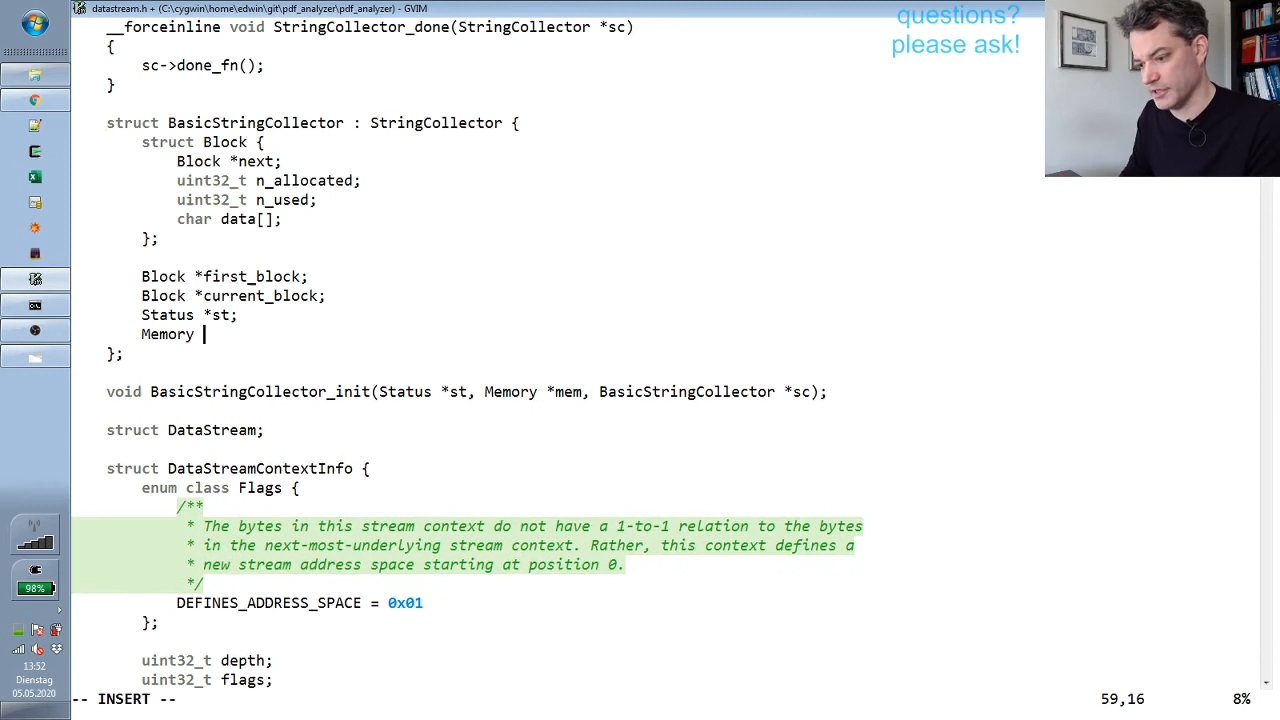 datastream.h + (C:\cygwin\home\edwin\git\pdf_analyzer\pdf_analyzer) - GVIM
questions?
please ask!
__forceinline void StringCollector_done(StringCollector *sc)
{
    sc->done_fn();
}

struct BasicStringCollector : StringCollector {
    struct Block {
        Block *next;
        uint32_t n_allocated;
        uint32_t n_used;
        char data[];
    };

    Block *first_block;
    Block *current_block;
    Status *st;
    Memory
};

void BasicStringCollector_init(Status *st, Memory *mem, BasicStringCollector *sc);

struct DataStream;

struct DataStreamContextInfo {
    enum class Flags {
        /**
         * The bytes in this stream context do not have a 1-to-1 relation to the bytes
         * in the next-most-underlying stream context. Rather, this context defines a
         * new stream address space starting at position 0.
         */
        DEFINES_ADDRESS_SPACE = 0x01
    };

    uint32_t depth;
    uint32_t flags;
-- INSERT --
59,16
8%
98%
13:52
Dienstag
05.05.2020